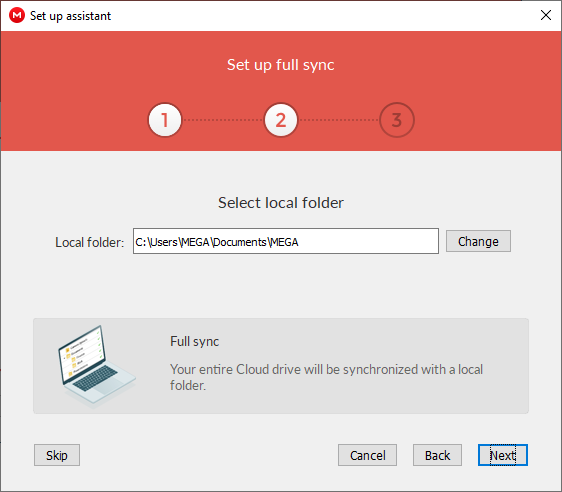 Set up assistant
Set up full sync
1 2 3
Select local folder
Local folder: C:\Users\MEGA\Documents\MEGA Change
Full sync
Your entire Cloud drive will be synchronized with a local
folder.
Skip Cancel Back Next